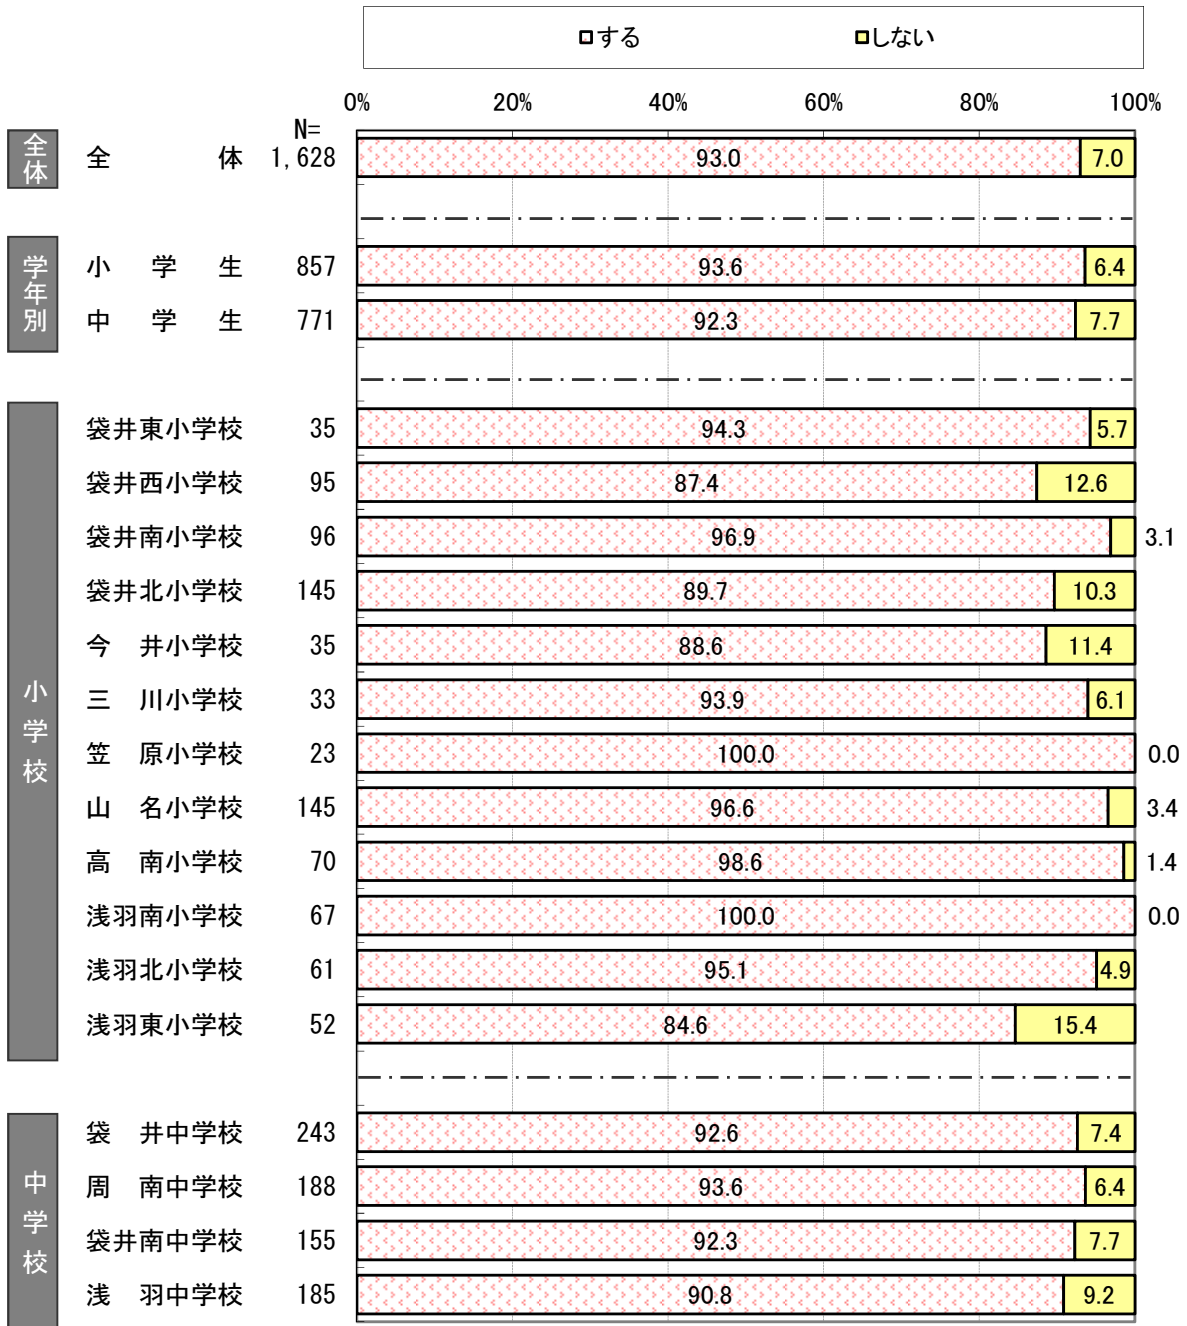 する しない
0% 20% 40% 60% 80% 100%
N=
全体 全 体 1,628 93.0 7.0
学年別
小 学 生 857 93.6 6.4
中 学 生 771 92.3 7.7
小学校
袋井東小学校 35 94.3 5.7
袋井西小学校 95 87.4 12.6
袋井南小学校 96 96.9 3.1
袋井北小学校 145 89.7 10.3
今 井小学校 35 88.6 11.4
三 川小学校 33 93.9 6.1
笠 原小学校 23 100.0 0.0
山 名小学校 145 96.6 3.4
高 南小学校 70 98.6 1.4
浅羽南小学校 67 100.0 0.0
浅羽北小学校 61 95.1 4.9
浅羽東小学校 52 84.6 15.4
中学校
袋 井中学校 243 92.6 7.4
周 南中学校 188 93.6 6.4
袋井南中学校 155 92.3 7.7
浅 羽中学校 185 90.8 9.2